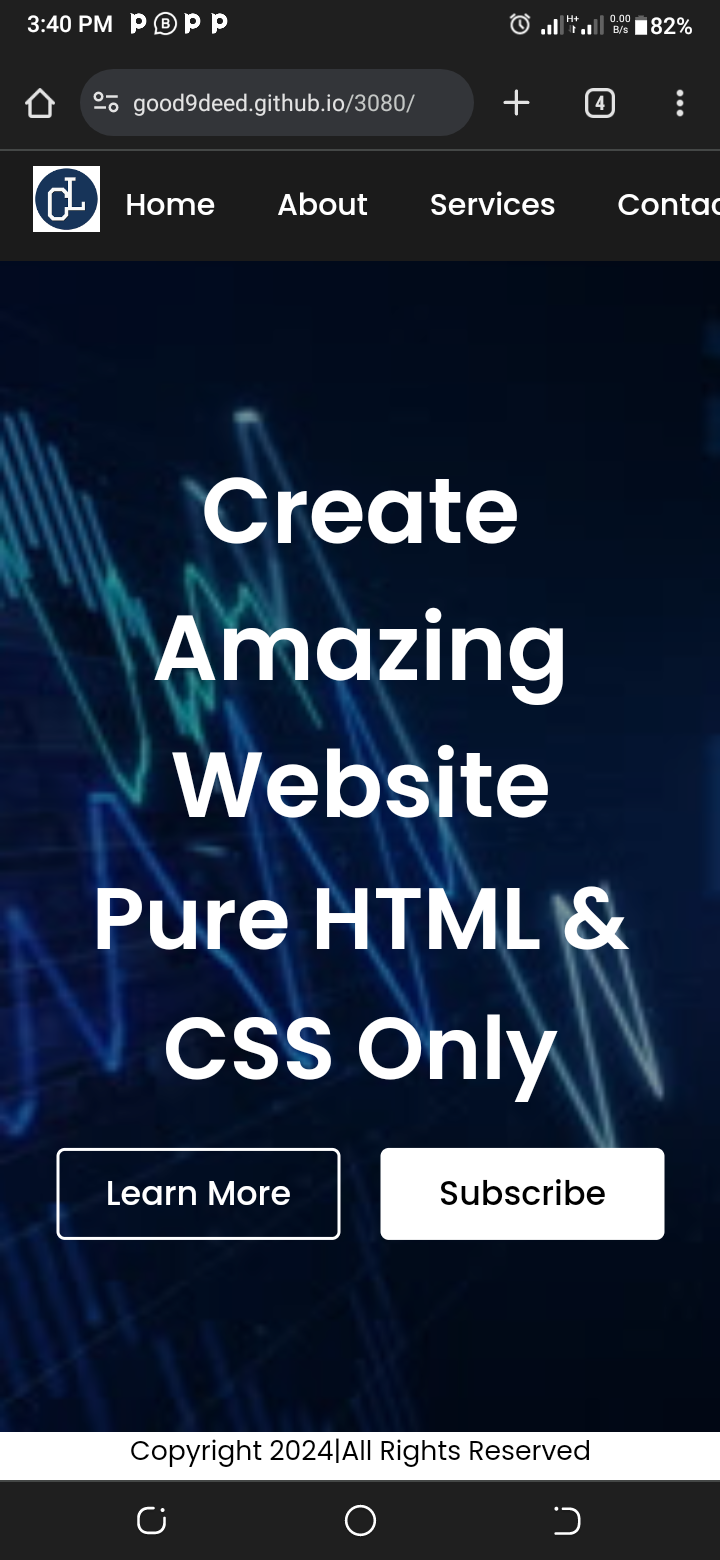 3:40 PM
H+ 0.00 B/s 82%
good9deed.github.io/3080/
4
CL Home About Services Contac
Create
Amazing
Website
Pure HTML &
CSS Only
Learn More Subscribe
Copyright 2024|All Rights Reserved